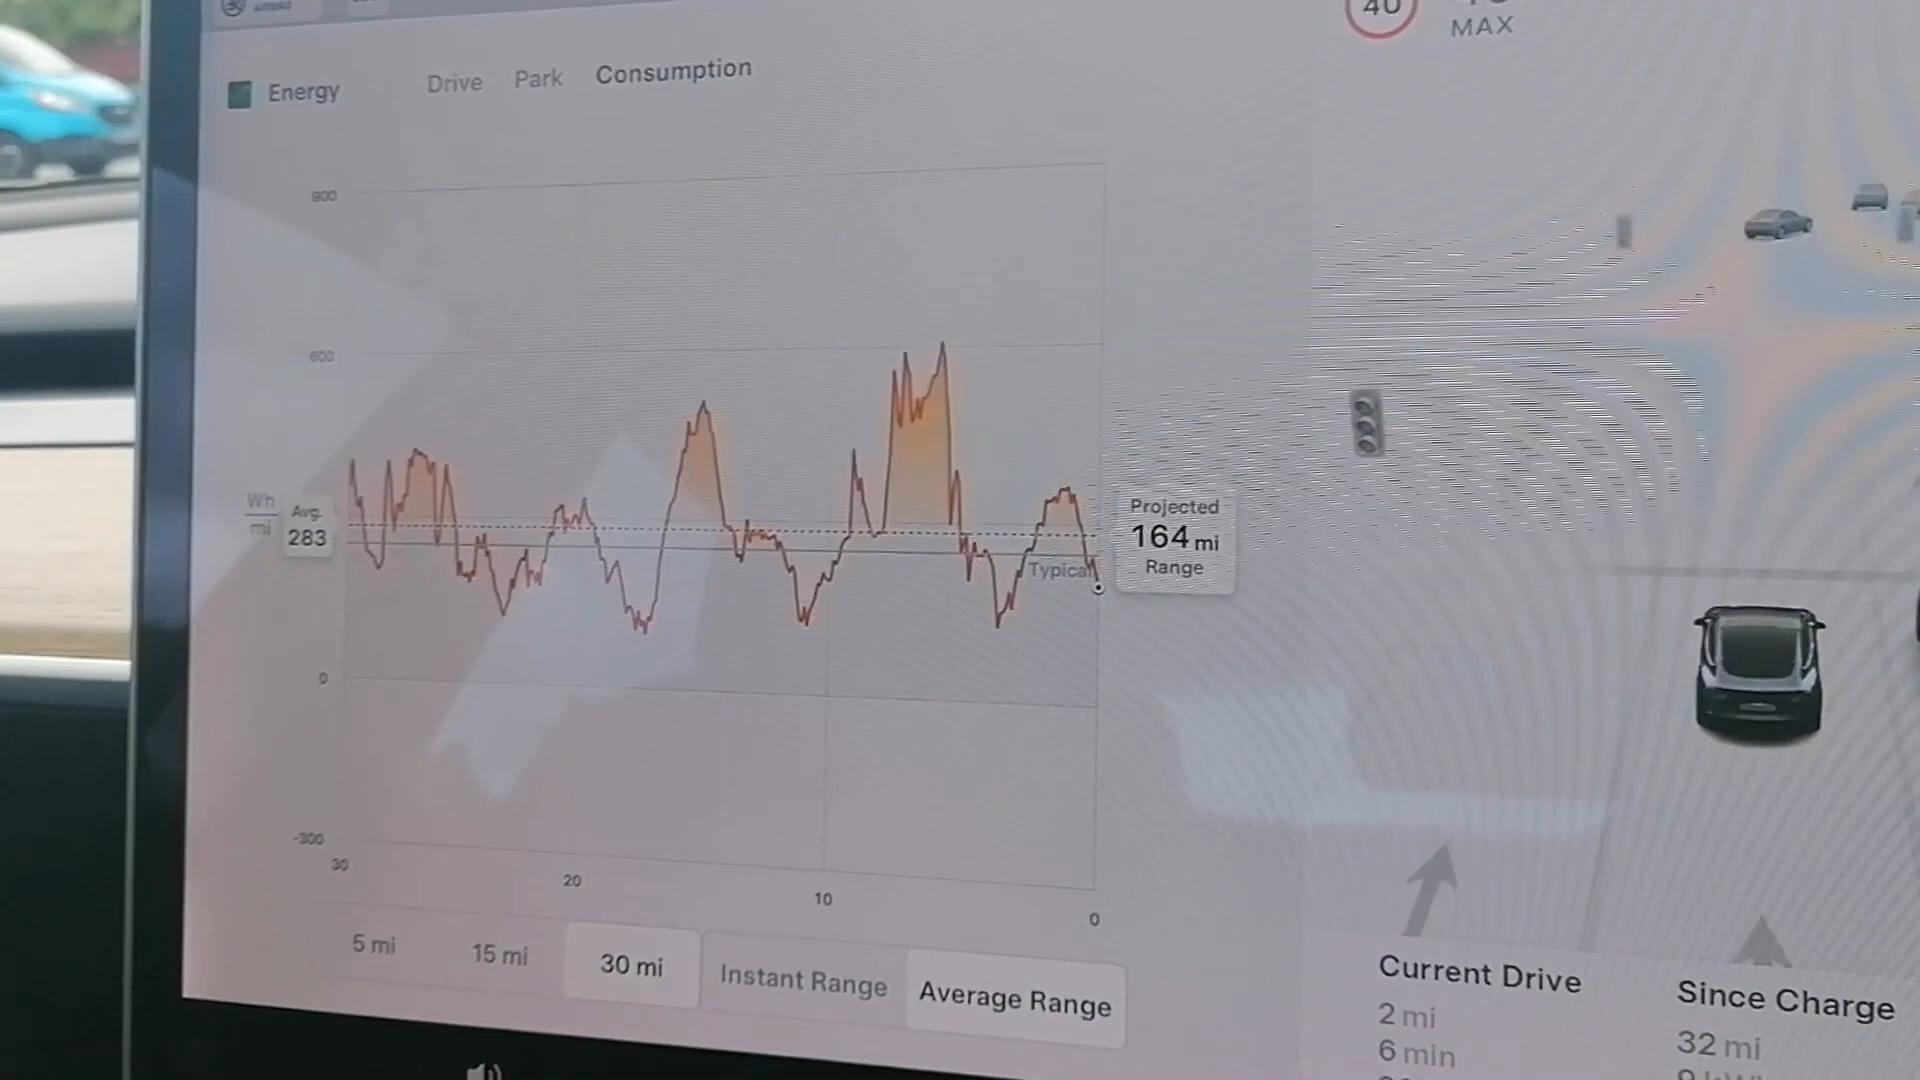 40
MAX
Energy
Drive
Park
Consumption
900
600
Wh
mi
Avg.
283
Projected
164 mi
Range
Typical
0
-300
30
20
10
0
5 mi
15 mi
30 mi
Instant Range
Average Range
Current Drive
2 mi
6 min
Since Charge
32 mi